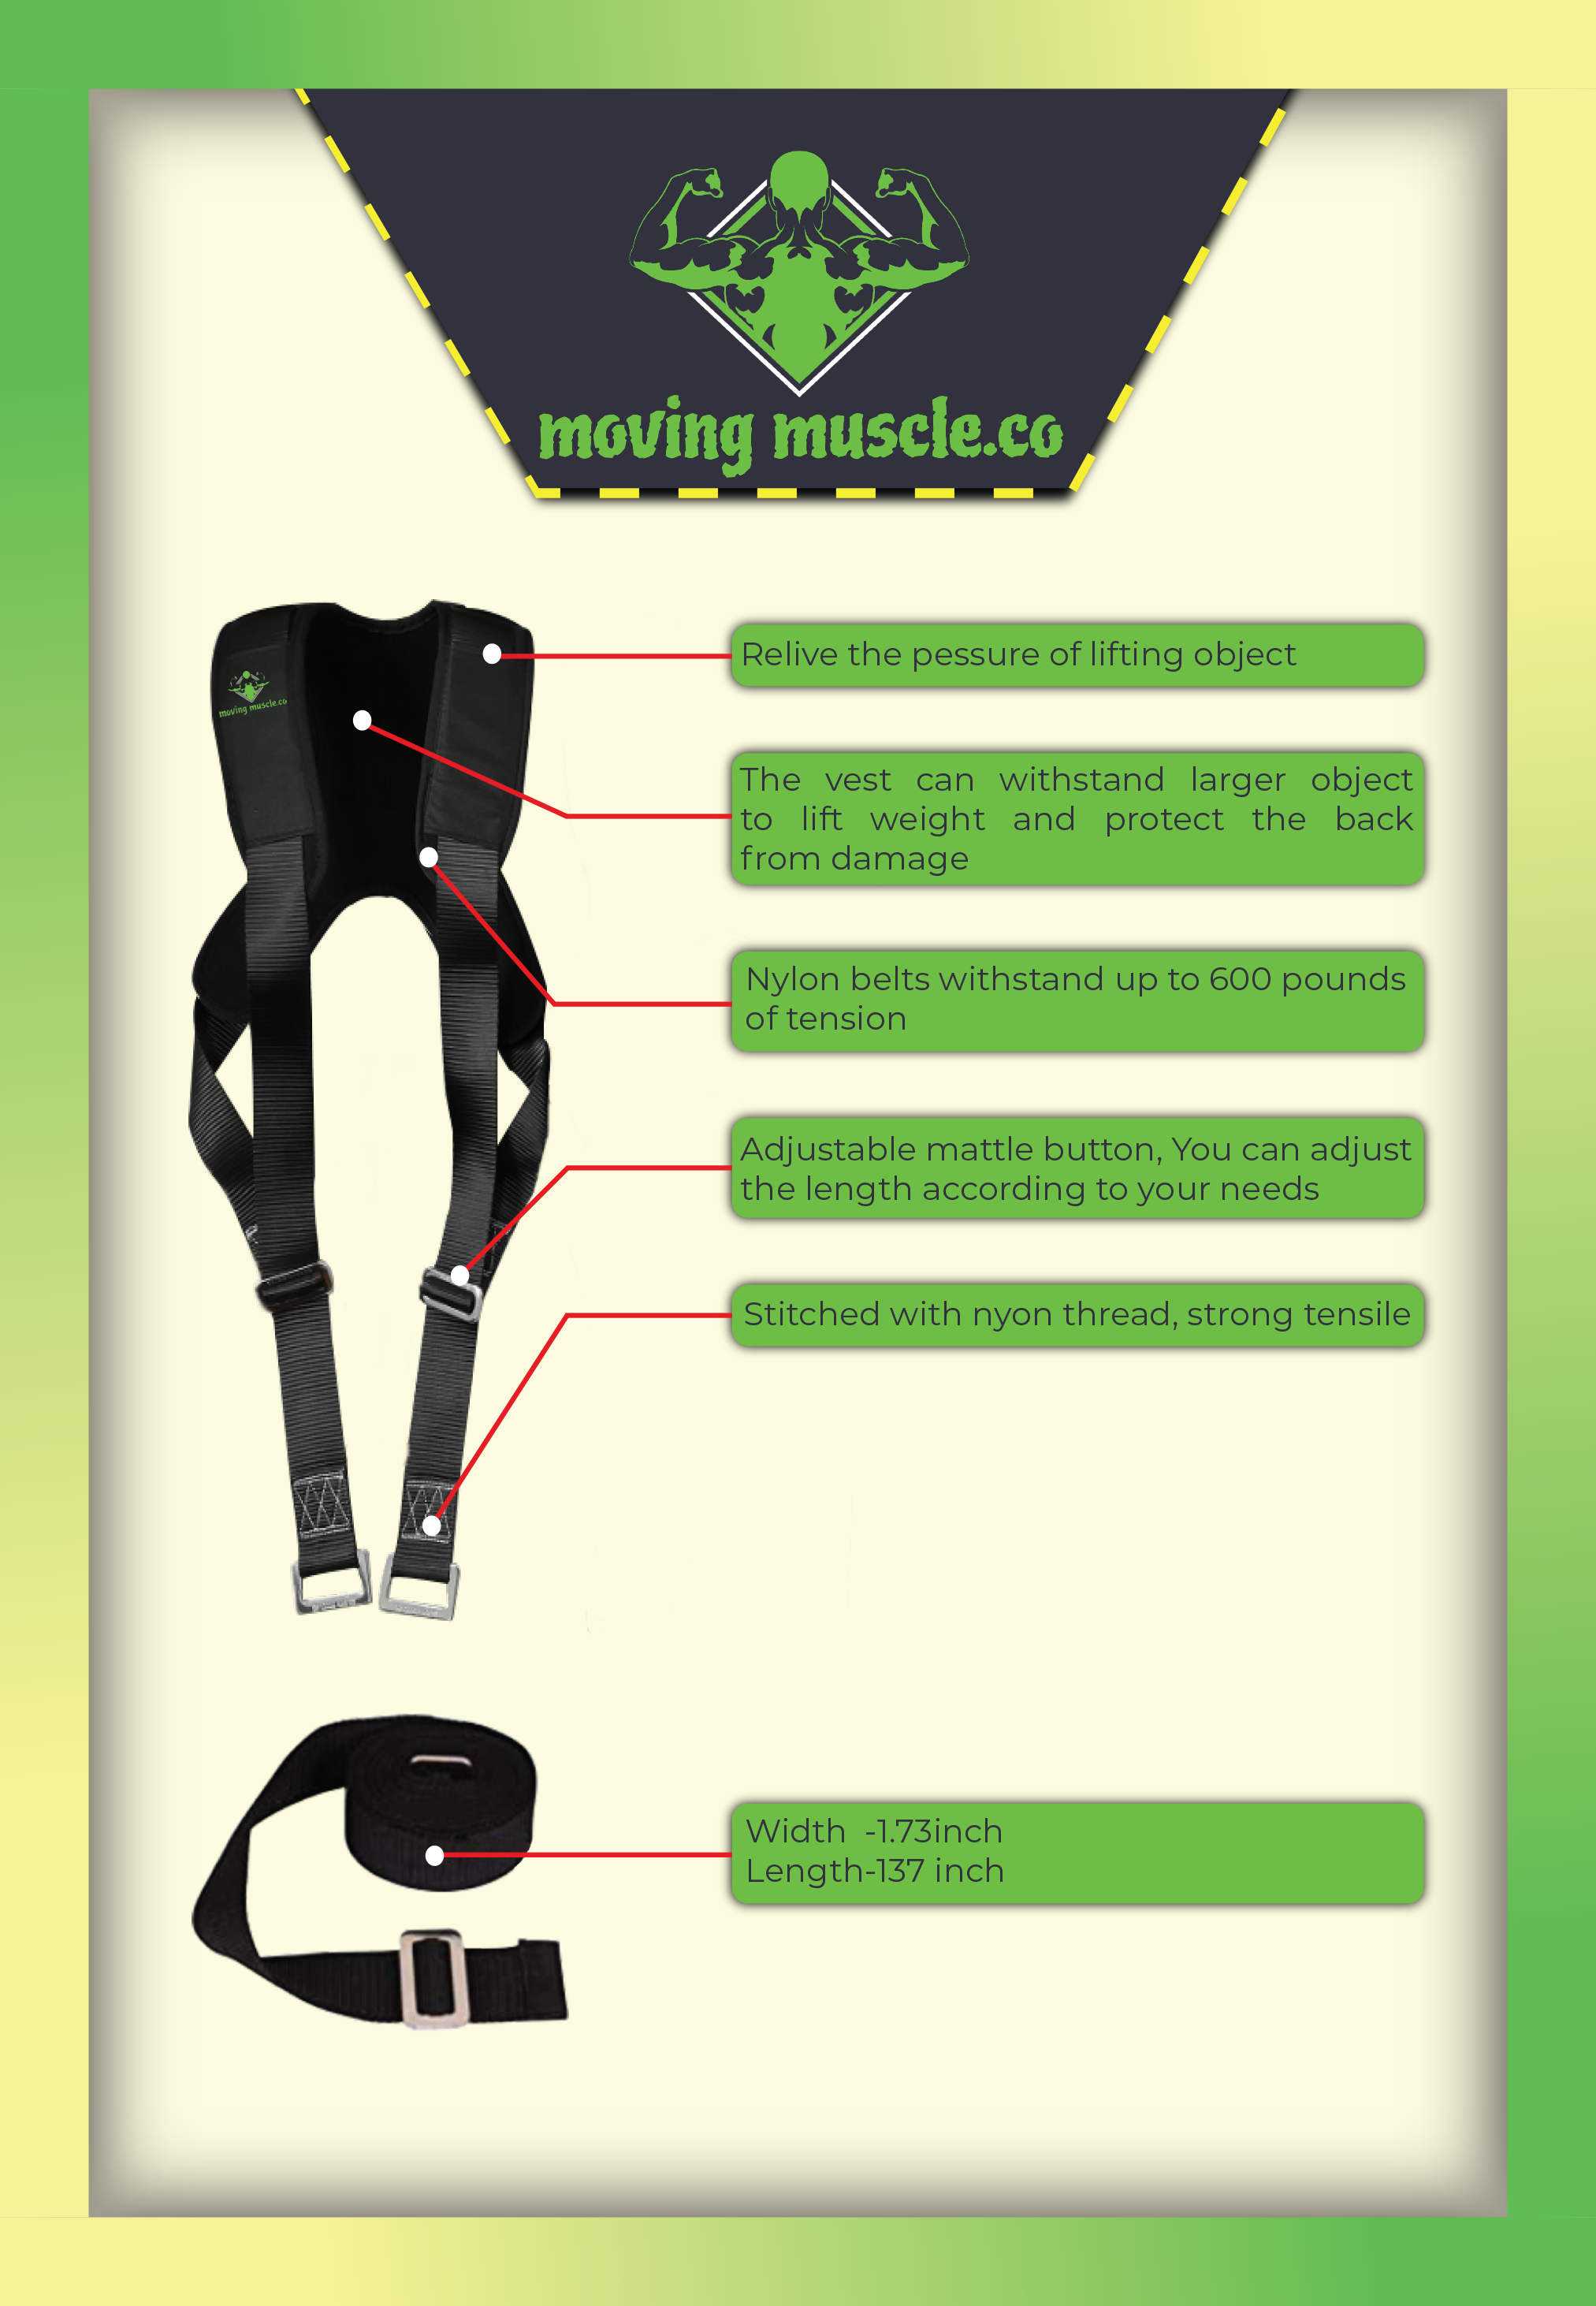 moving muscle.co
moving muscle.co
Relive the pessure of lifting object
The vest can withstand larger object
to lift weight and protect the back
from damage
Nylon belts withstand up to 600 pounds
of tension
Adjustable mattle button, You can adjust
the length according to your needs
Stitched with nyon thread, strong tensile
Width -1.73inch
Length-137 inch